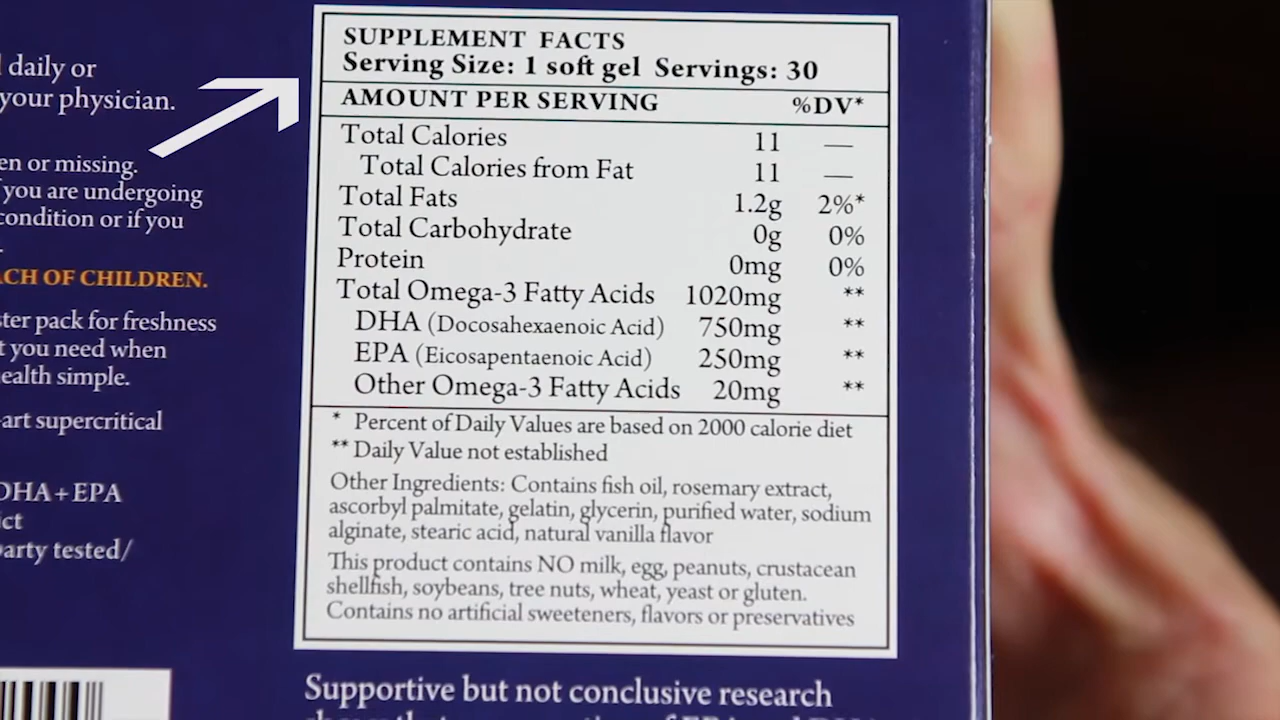 daily or
your physician.
en or missing.
you are undergoing
condition or if you
ACH OF CHILDREN.
ster pack for freshness
t you need when
ealth simple.
art supercritical
DHA+EPA
ct
party tested/
SUPPLEMENT FACTS
Serving Size: 1 soft gel Servings: 30
AMOUNT PER SERVING %DV*
Total Calories 11 —
Total Calories from Fat 11 —
Total Fats 1.2g 2%*
Total Carbohydrate 0g 0%
Protein 0mg 0%
Total Omega-3 Fatty Acids 1020mg **
DHA (Docosahexaenoic Acid) 750mg **
EPA (Eicosapentaenoic Acid) 250mg **
Other Omega-3 Fatty Acids 20mg **
* Percent of Daily Values are based on 2000 calorie diet
** Daily Value not established
Other Ingredients: Contains fish oil, rosemary extract,
ascorbyl palmitate, gelatin, glycerin, purified water, sodium
alginate, stearic acid, natural vanilla flavor
This product contains NO milk, egg, peanuts, crustacean
shellfish, soybeans, tree nuts, wheat, yeast or gluten.
Contains no artificial sweeteners, flavors or preservatives
Supportive but not conclusive research